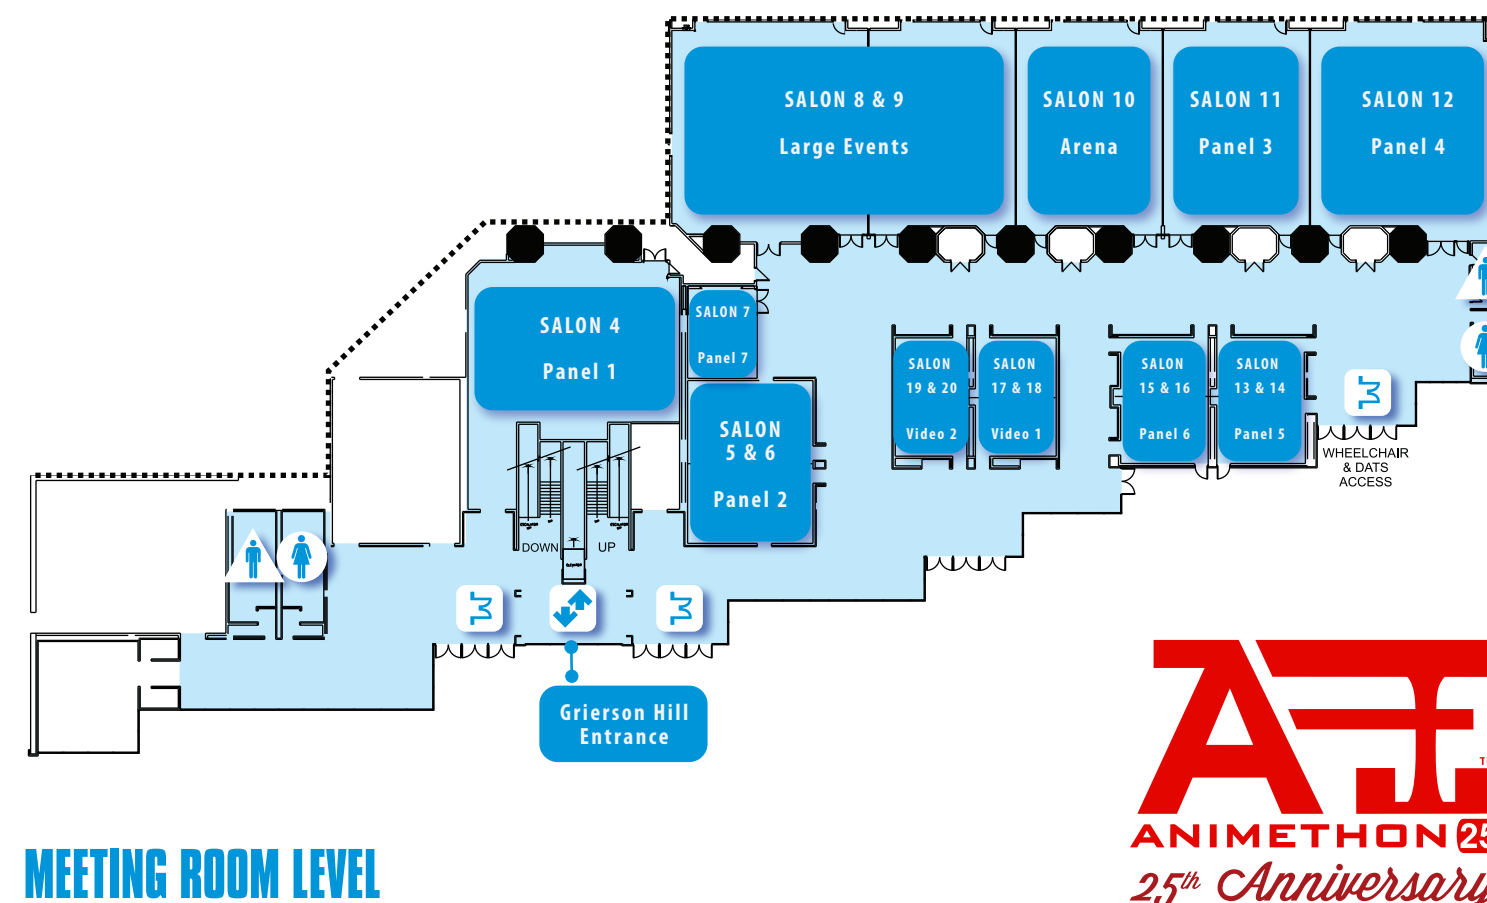 SALON 8 & 9
Large Events
SALON 10
Arena
SALON 11
Panel 3
SALON 12
Panel 4
SALON 4
Panel 1
SALON 7
Panel 7
SALON
5 & 6
Panel 2
SALON
19 & 20
Video 2
SALON
17 & 18
Video 1
SALON
15 & 16
Panel 6
SALON
13 & 14
Panel 5
WHEELCHAIR
& DATS
ACCESS
DOWN
UP
Grierson Hill
Entrance
ANIMETHON 25
25th Anniversary
MEETING ROOM LEVEL